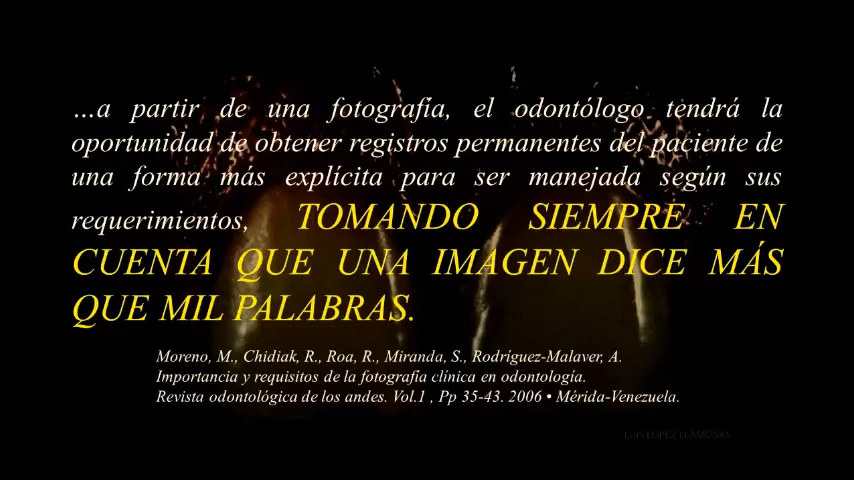 ...a partir de una fotografía, el odontólogo tendrá la
oportunidad de obtener registros permanentes del paciente de
una forma más explícita para ser manejada según sus
requerimientos, TOMANDO SIEMPRE EN
CUENTA QUE UNA IMAGEN DICE MÁS
QUE MIL PALABRAS.
Moreno, M., Chidiak, R., Roa, R., Miranda, S., Rodríguez-Malaver, A.
Importancia y requisitos de la fotografía clínica en odontología.
Revista odontológica de los andes. Vol.1 , Pp 35-43. 2006 • Mérida-Venezuela.
LUIS LOPEZ LLAMOSAS